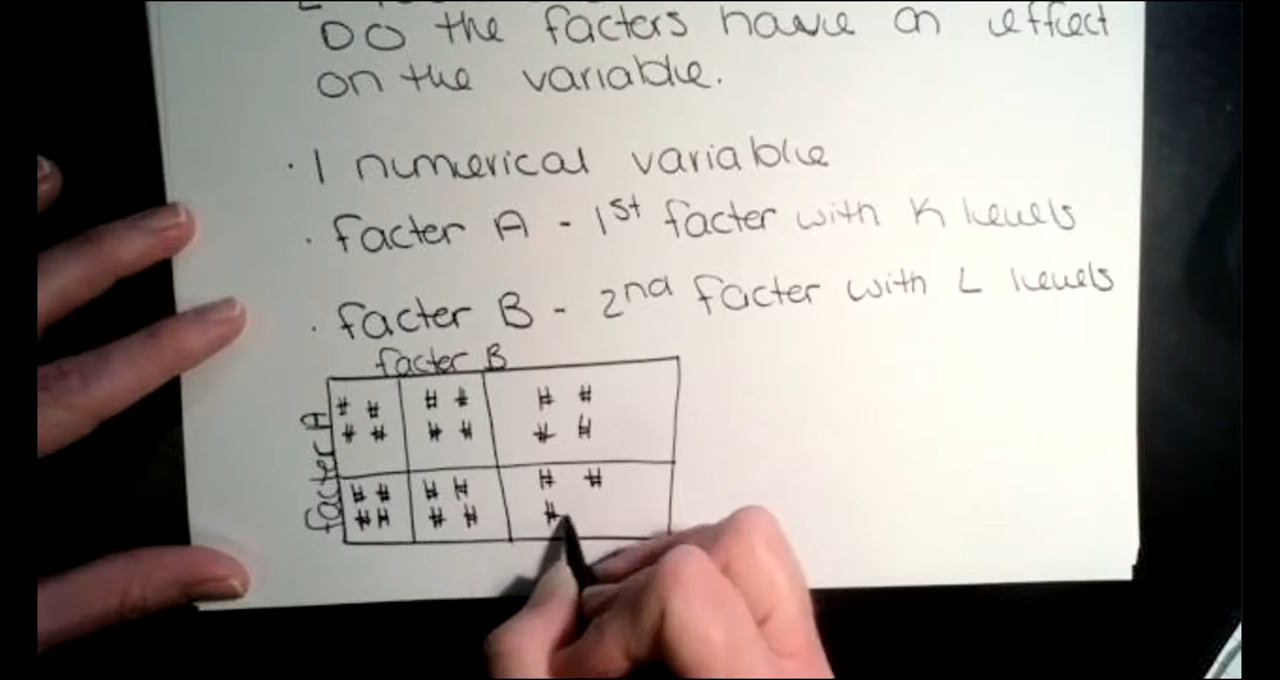 Do the facters have an effect
on the variable.
· 1 numerical variable
· facter A - 1st facter with K levels
· facter B - 2nd facter with L levels
facter B
facter A
# # # # # #
# # # # # #
# # # # # #
# # # # #